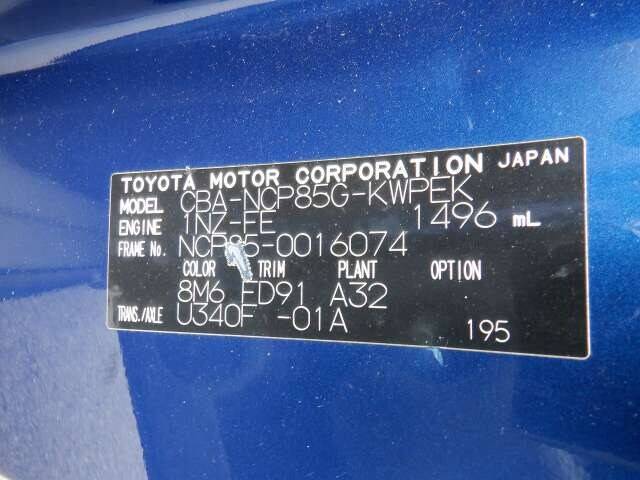 TOYOTA MOTOR CORPORATION JAPAN
MODEL CBA-NCP85G-KWPEK
ENGINE 1NZ-FE 1496 mL
FRAME No. NCP85-0016074
COLOR TRIM PLANT OPTION
8M6 FD91 A32
TRANS./AXLE U340F -01A
195